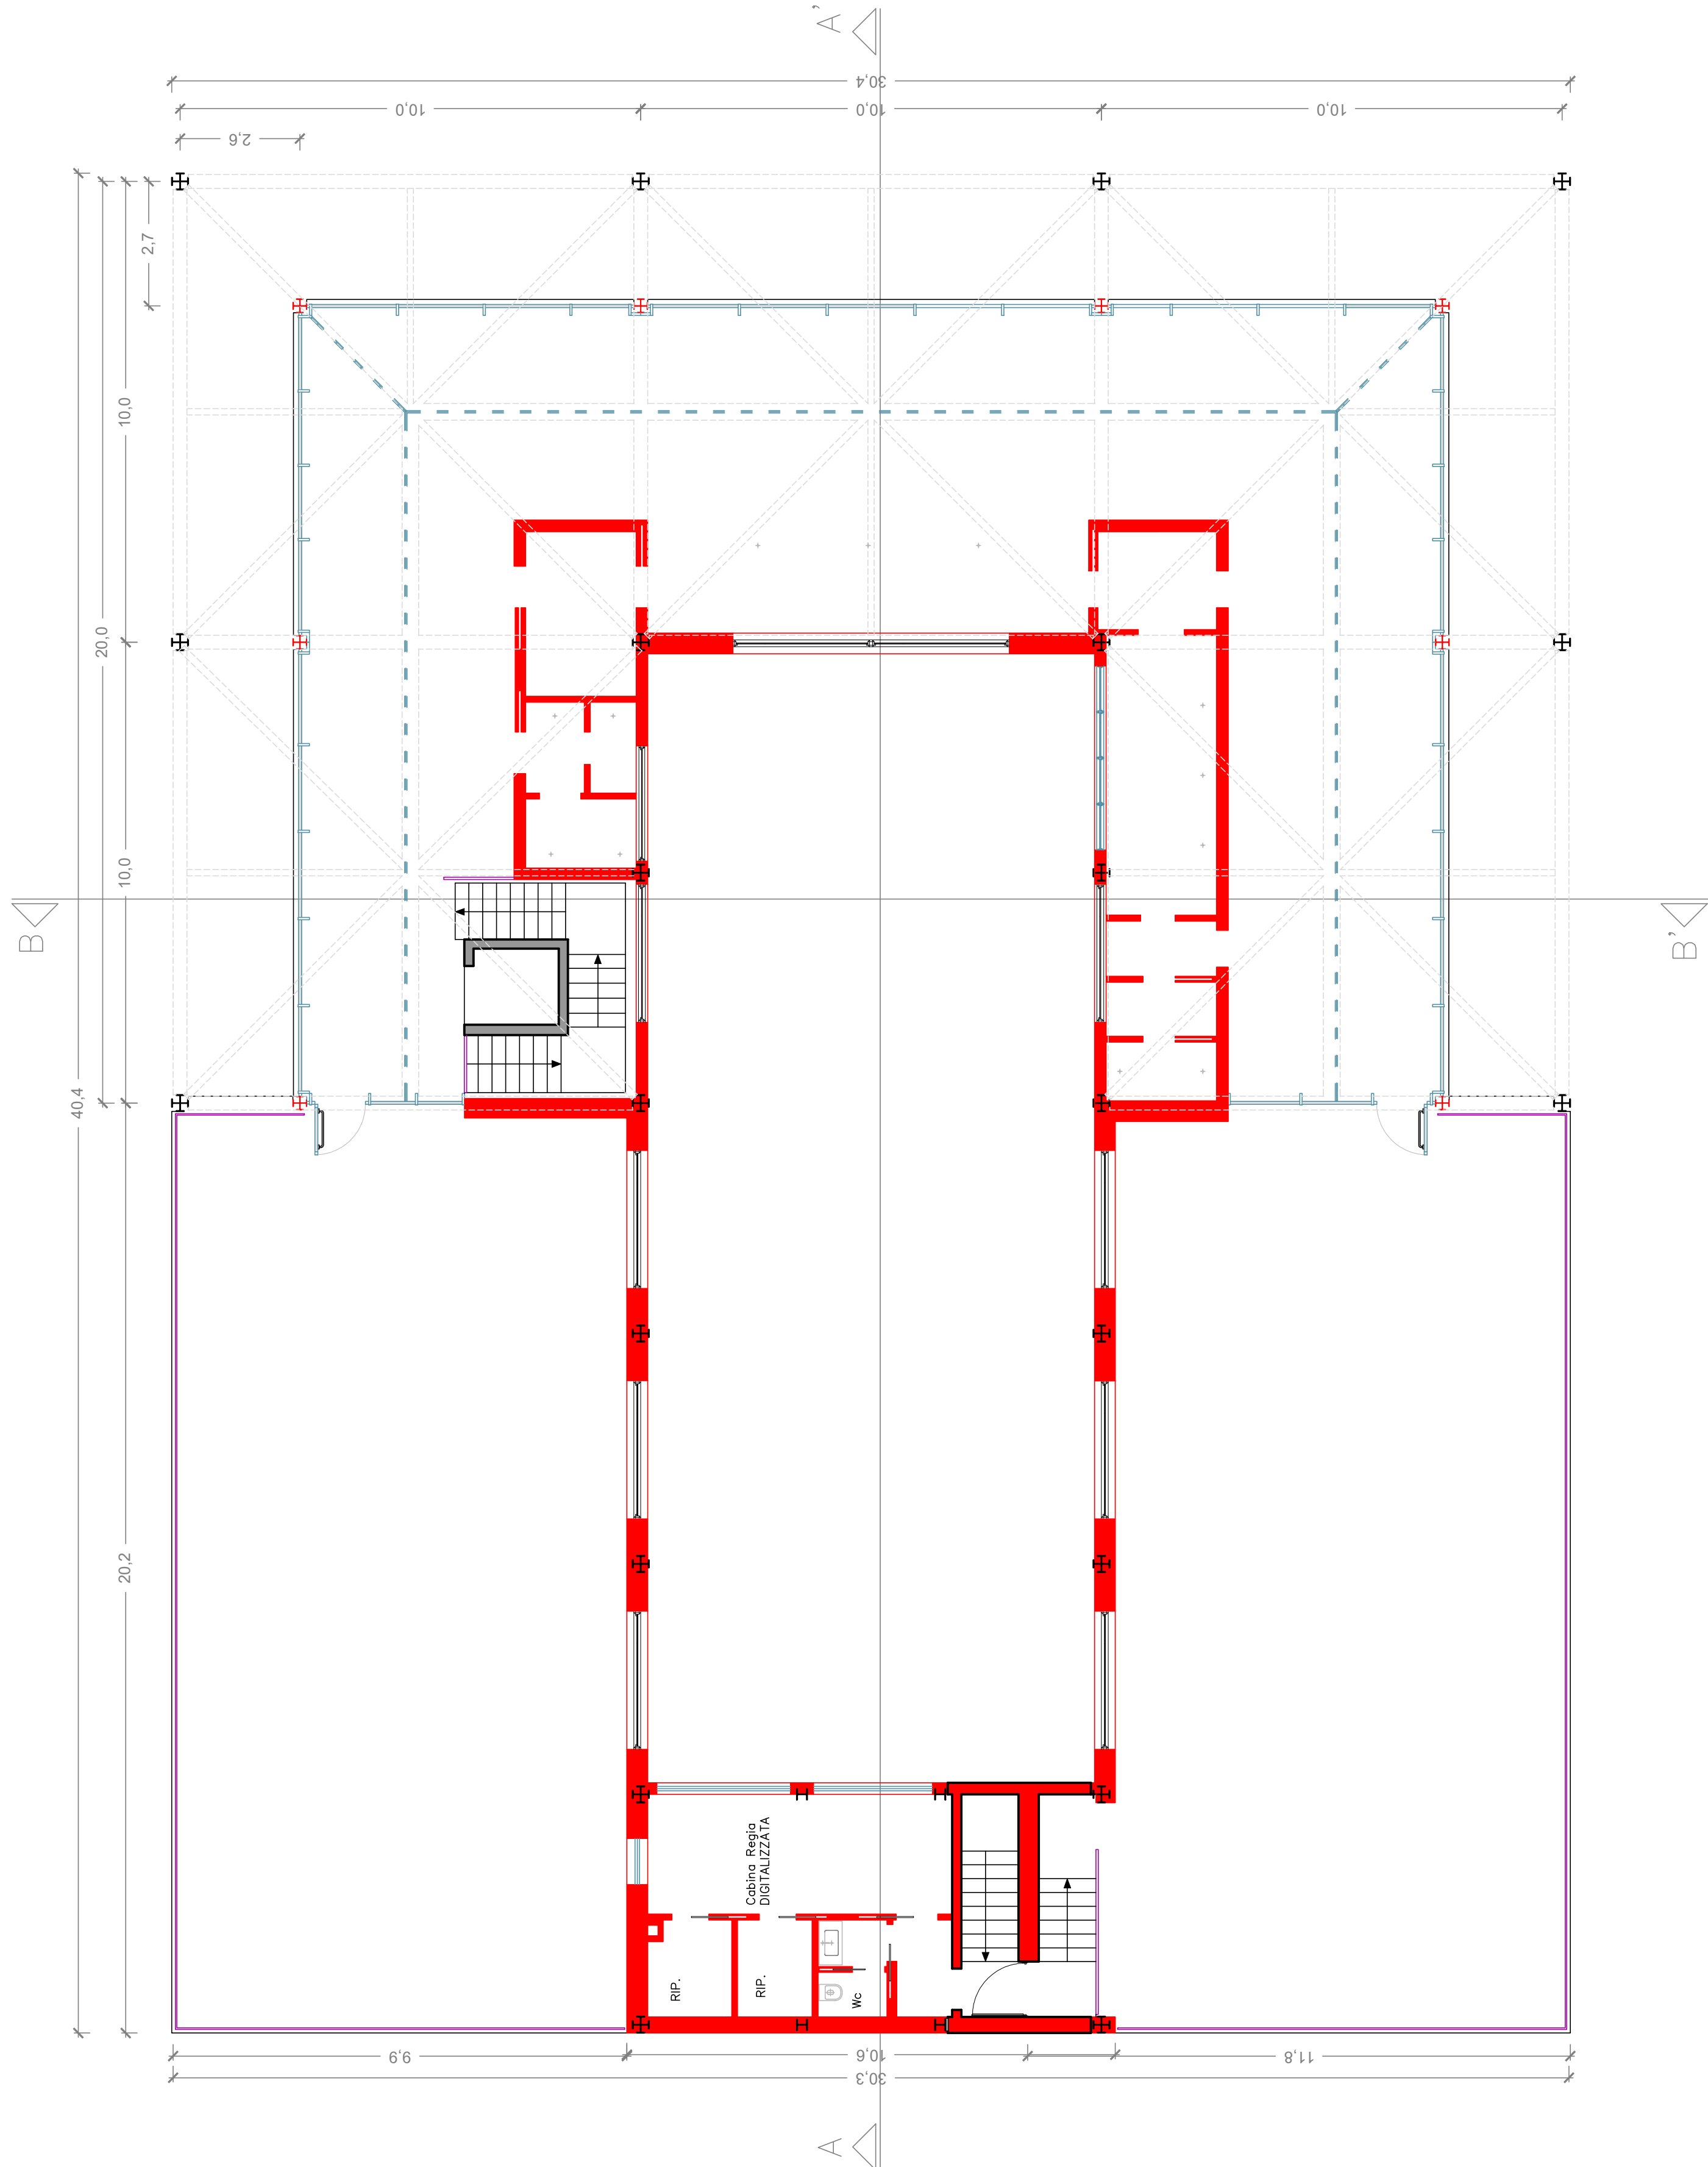 A'
30,4
10,0
10,0
10,0
2,6
2,7
10,0
20,0
10,0
B
B'
40,4
20,2
Cabina Regia
DIGITALIZZATA
RIP.
RIP.
Wc
9,9
10,6
11,8
30,3
A